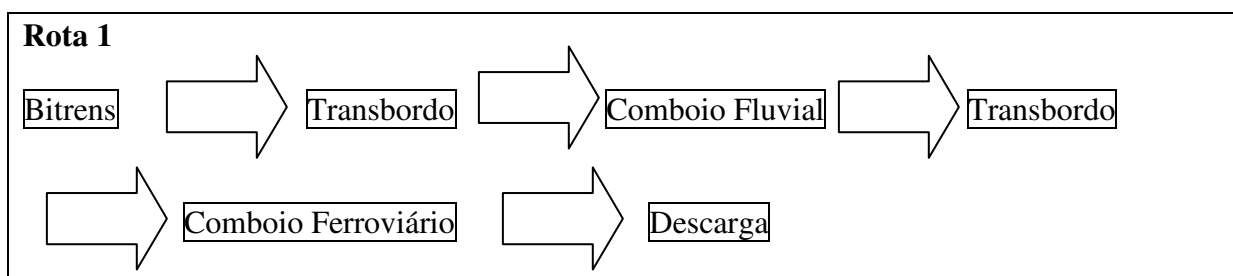 Rota 1
Bitrens Transbordo Comboio Fluvial Transbordo
Comboio Ferroviário Descarga